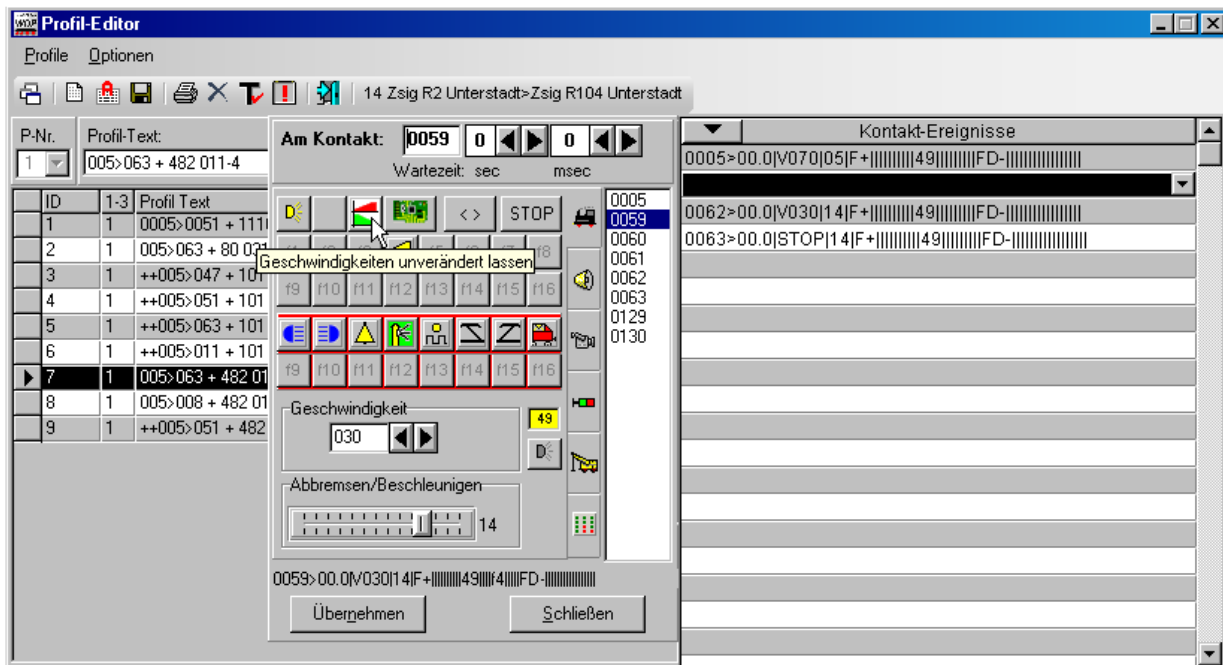 Profil-Editor
Profile Optionen
14 Zsig R2 Unterstadt>Zsig R104 Unterstadt
P-Nr. Profil-Text:
1 005>063 + 482 011-4
ID 1-3 Profil Text
1 1 0005>0051 + 111
2 1 005>063 + 80 031
3 1 ++005>047 + 101
4 1 ++005>051 + 101
5 1 ++005>063 + 101
6 1 ++005>011 + 101
7 1 005>063 + 482 01
8 1 005>008 + 482 01
9 1 ++005>051 + 482
Am Kontakt: 0059 0 0
Wartezeit: sec msec
D < > STOP
Geschwindigkeiten unverändert lassen
f8
f9 f10 f11 f12 f13 f14 f15 f16
f9 f10 f11 f12 f13 f14 f15 f16
Geschwindigkeit
030
49
D
Abbremsen/Beschleunigen
14
0005
0059
0060
0061
0062
0063
0129
0130
0059>00.0|V030|14|F+|||||||||49|||||f4|||||FD-||||||||||||||||
Übernehmen Schließen
Kontakt-Ereignisse
0005>00.0|V070|05|F+|||||||||49|||||||||FD-||||||||||||||||
0062>00.0|V030|14|F+|||||||||49|||||||||FD-||||||||||||||||
0063>00.0|STOP|14|F+|||||||||49|||||||||FD-||||||||||||||||